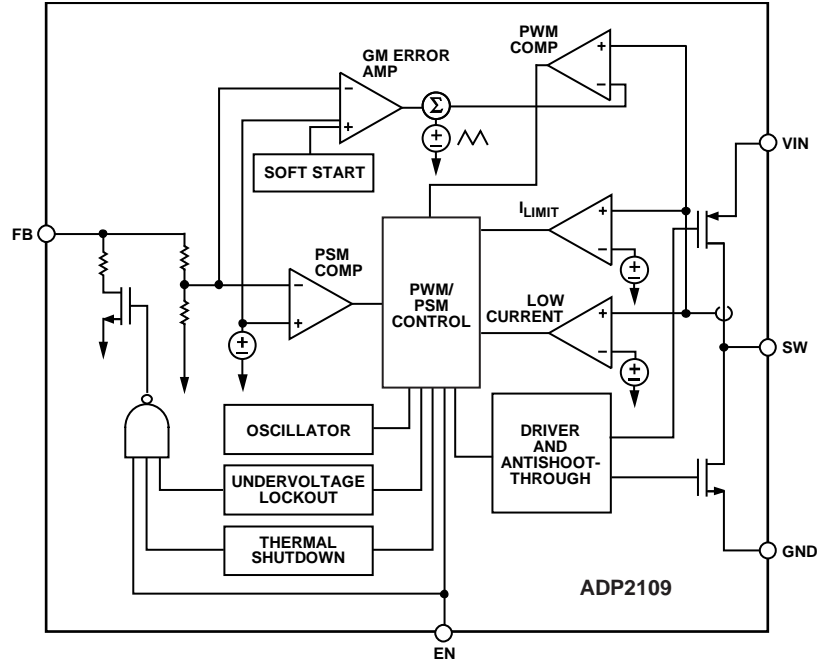 PWM
COMP
GM ERROR
AMP
+
−
−
+
Σ
+
−
SOFT START
VIN
I LIMIT
+
−
+
−
FB
PSM
COMP
−
+
+
−
PWM/
PSM
CONTROL
LOW
CURRENT
+
−
+
−
SW
OSCILLATOR
DRIVER
AND
ANTISHOOT-
THROUGH
UNDERVOLTAGE
LOCKOUT
THERMAL
SHUTDOWN
GND
ADP2109
EN